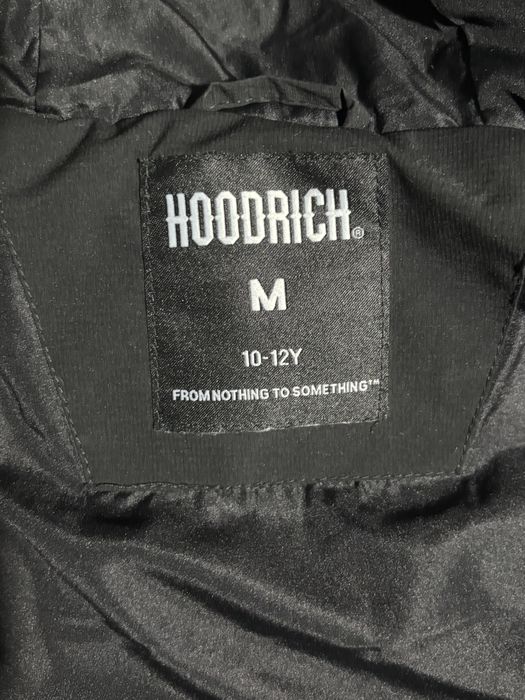 HOODRICH®
M
10-12Y
FROM NOTHING TO SOMETHING™